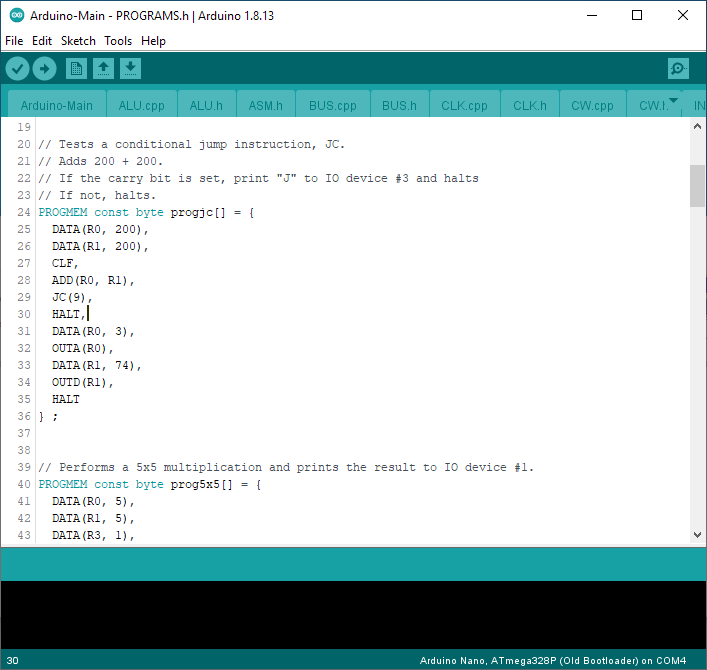 Arduino-Main - PROGRAMS.h | Arduino 1.8.13
File Edit Sketch Tools Help
Arduino-Main ALU.cpp ALU.h ASM.h BUS.cpp BUS.h CLK.cpp CLK.h CW.cpp CW.h IN
19
20 // Tests a conditional jump instruction, JC.
21 // Adds 200 + 200.
22 // If the carry bit is set, print "J" to IO device #3 and halts
23 // If not, halts.
24 PROGMEM const byte progjc[] = {
25 DATA(R0, 200),
26 DATA(R1, 200),
27 CLF,
28 ADD(R0, R1),
29 JC(9),
30 HALT,
31 DATA(R0, 3),
32 OUTA(R0),
33 DATA(R1, 74),
34 OUTD(R1),
35 HALT
36 } ;
37
38
39 // Performs a 5x5 multiplication and prints the result to IO device #1.
40 PROGMEM const byte prog5x5[] = {
41 DATA(R0, 5),
42 DATA(R1, 5),
43 DATA(R3, 1),
30 Arduino Nano, ATmega328P (Old Bootloader) on COM4